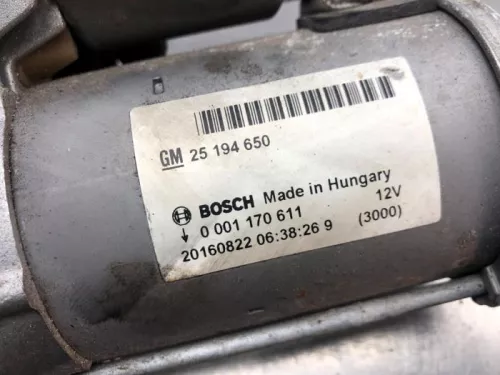 GM 25 194 650
BOSCH Made in Hungary
0 001 170 611 12V
20160822 06:38:26 9 (3000)